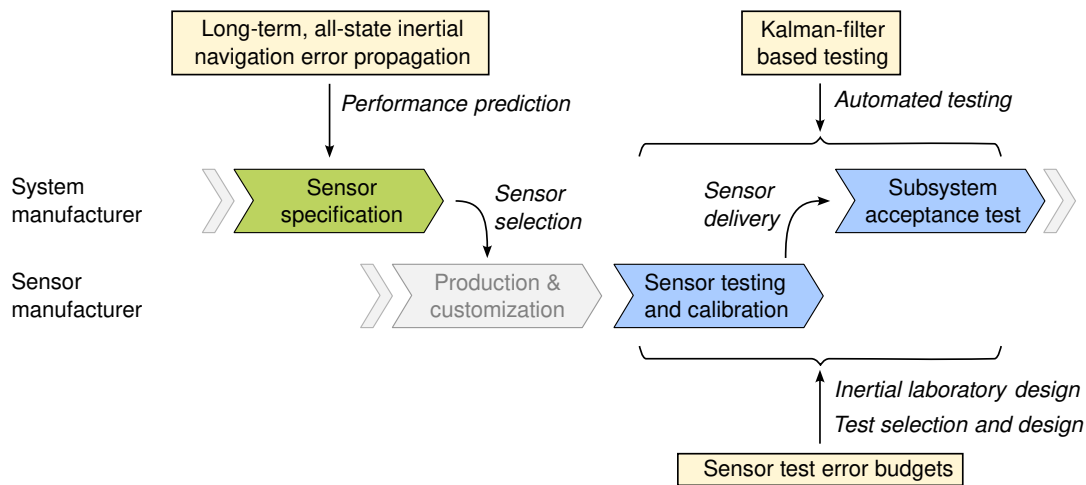 Long-term, all-state inertial
navigation error propagation
Kalman-filter
based testing
Performance prediction
Automated testing
System
manufacturer
Sensor
specification
Sensor
selection
Sensor
delivery
Subsystem
acceptance test
Sensor
manufacturer
Production &
customization
Sensor testing
and calibration
Inertial laboratory design
Test selection and design
Sensor test error budgets